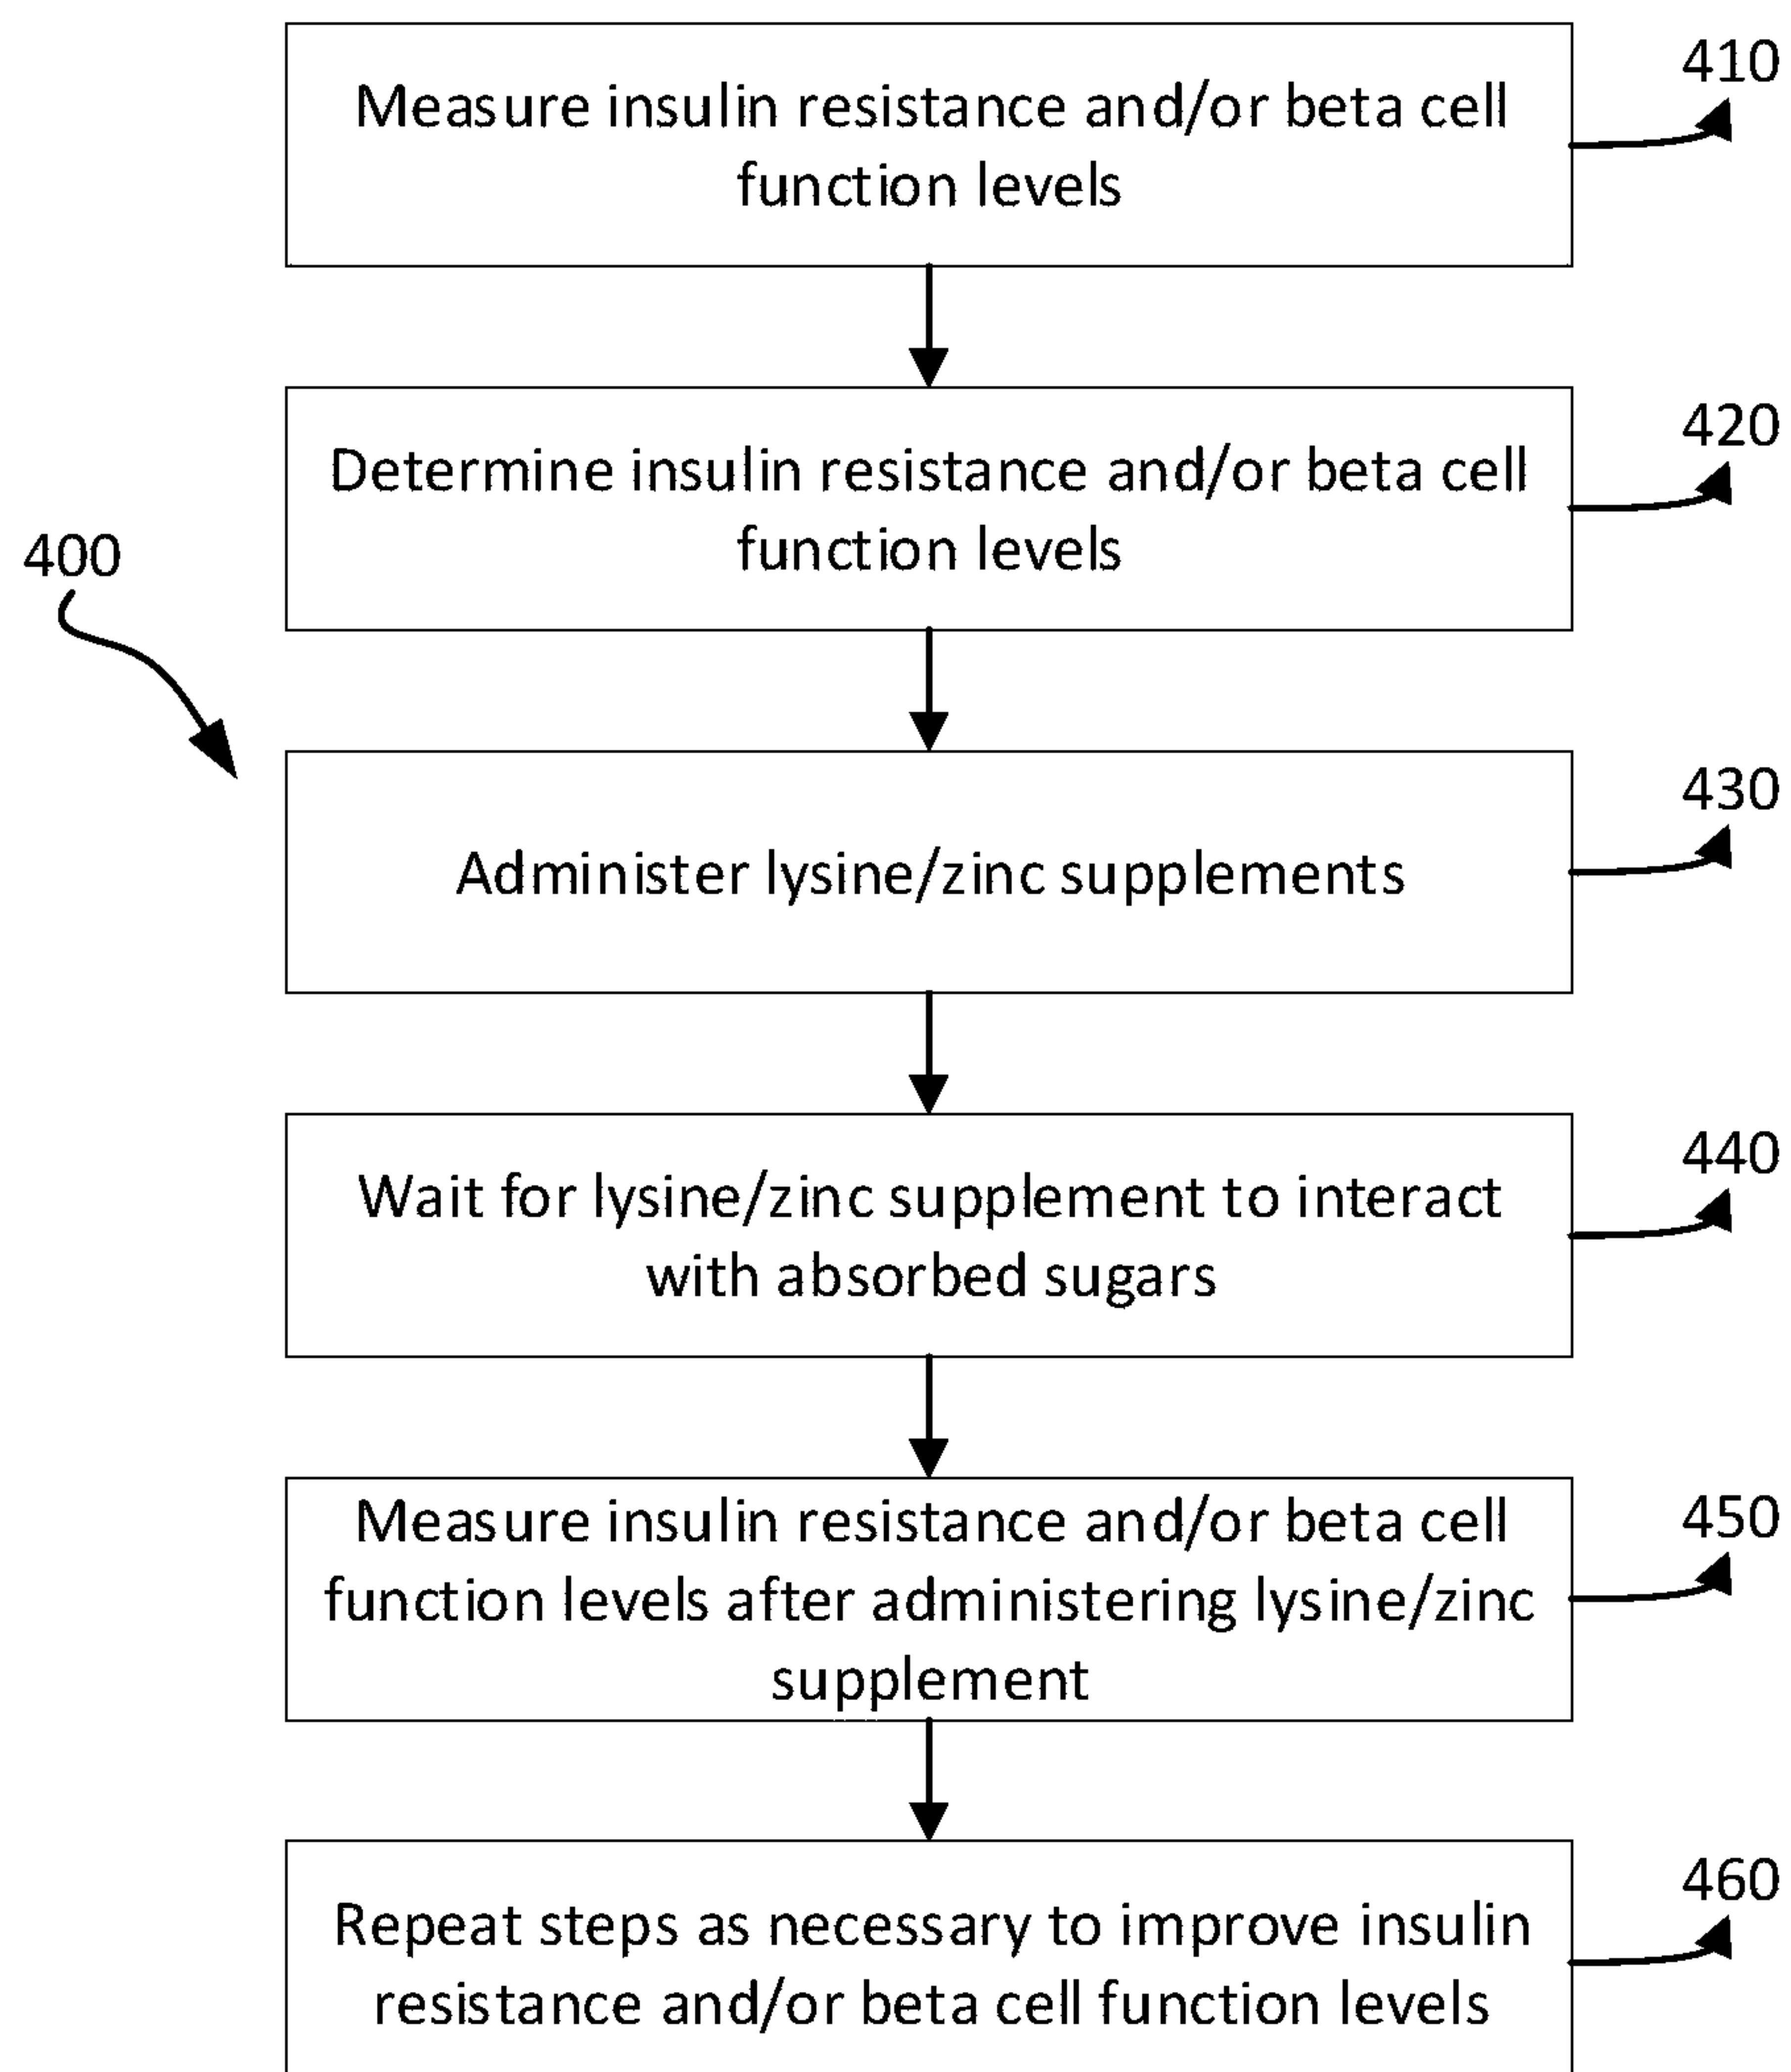 Measure insulin resistance and/or beta cell
function levels
410
Determine insulin resistance and/or beta cell
function levels
420
400
Administer lysine/zinc supplements
430
Wait for lysine/zinc supplement to interact
with absorbed sugars
440
Measure insulin resistance and/or beta cell
function levels after administering lysine/zinc
supplement
450
Repeat steps as necessary to improve insulin
resistance and/or beta cell function levels
460